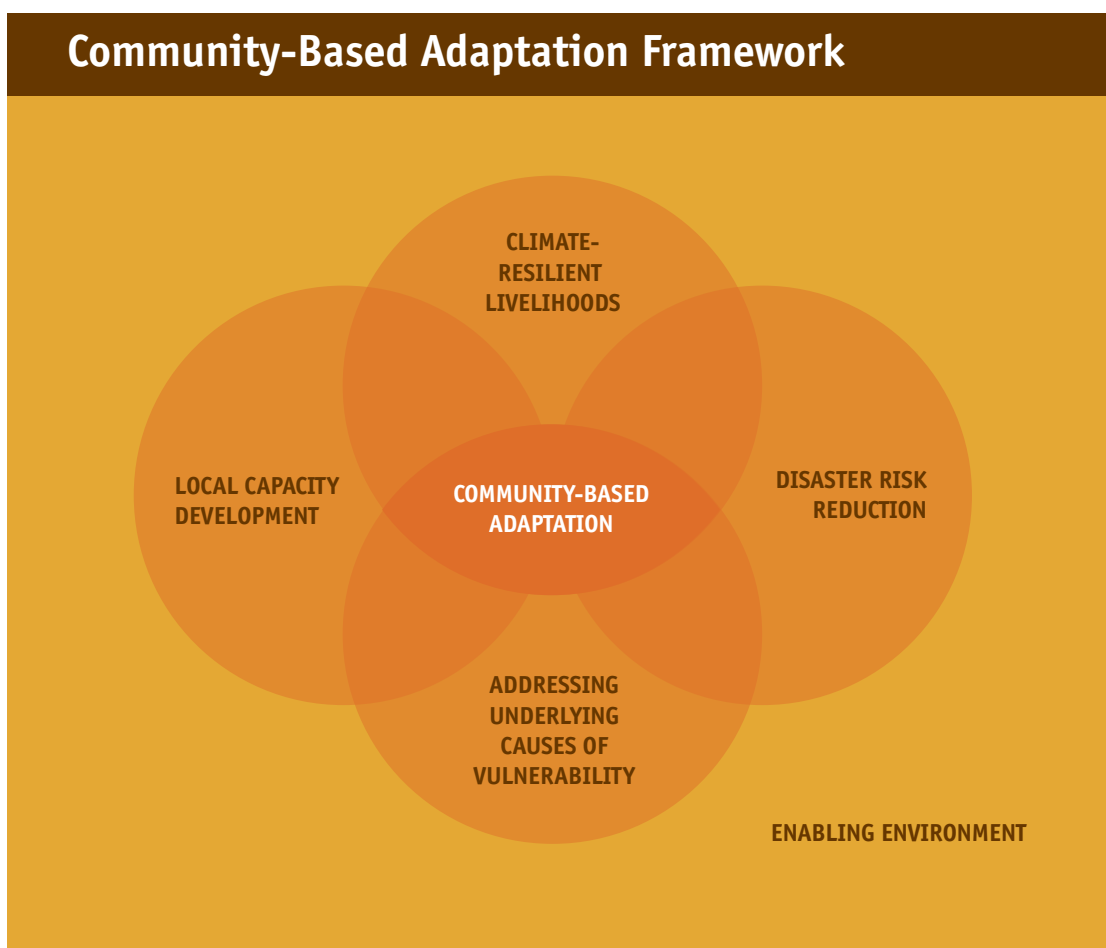 Community-Based Adaptation Framework
CLIMATE-
RESILIENT
LIVELIHOODS
LOCAL CAPACITY
DEVELOPMENT
COMMUNITY-BASED
ADAPTATION
DISASTER RISK
REDUCTION
ADDRESSING
UNDERLYING
CAUSES OF
VULNERABILITY
ENABLING ENVIRONMENT